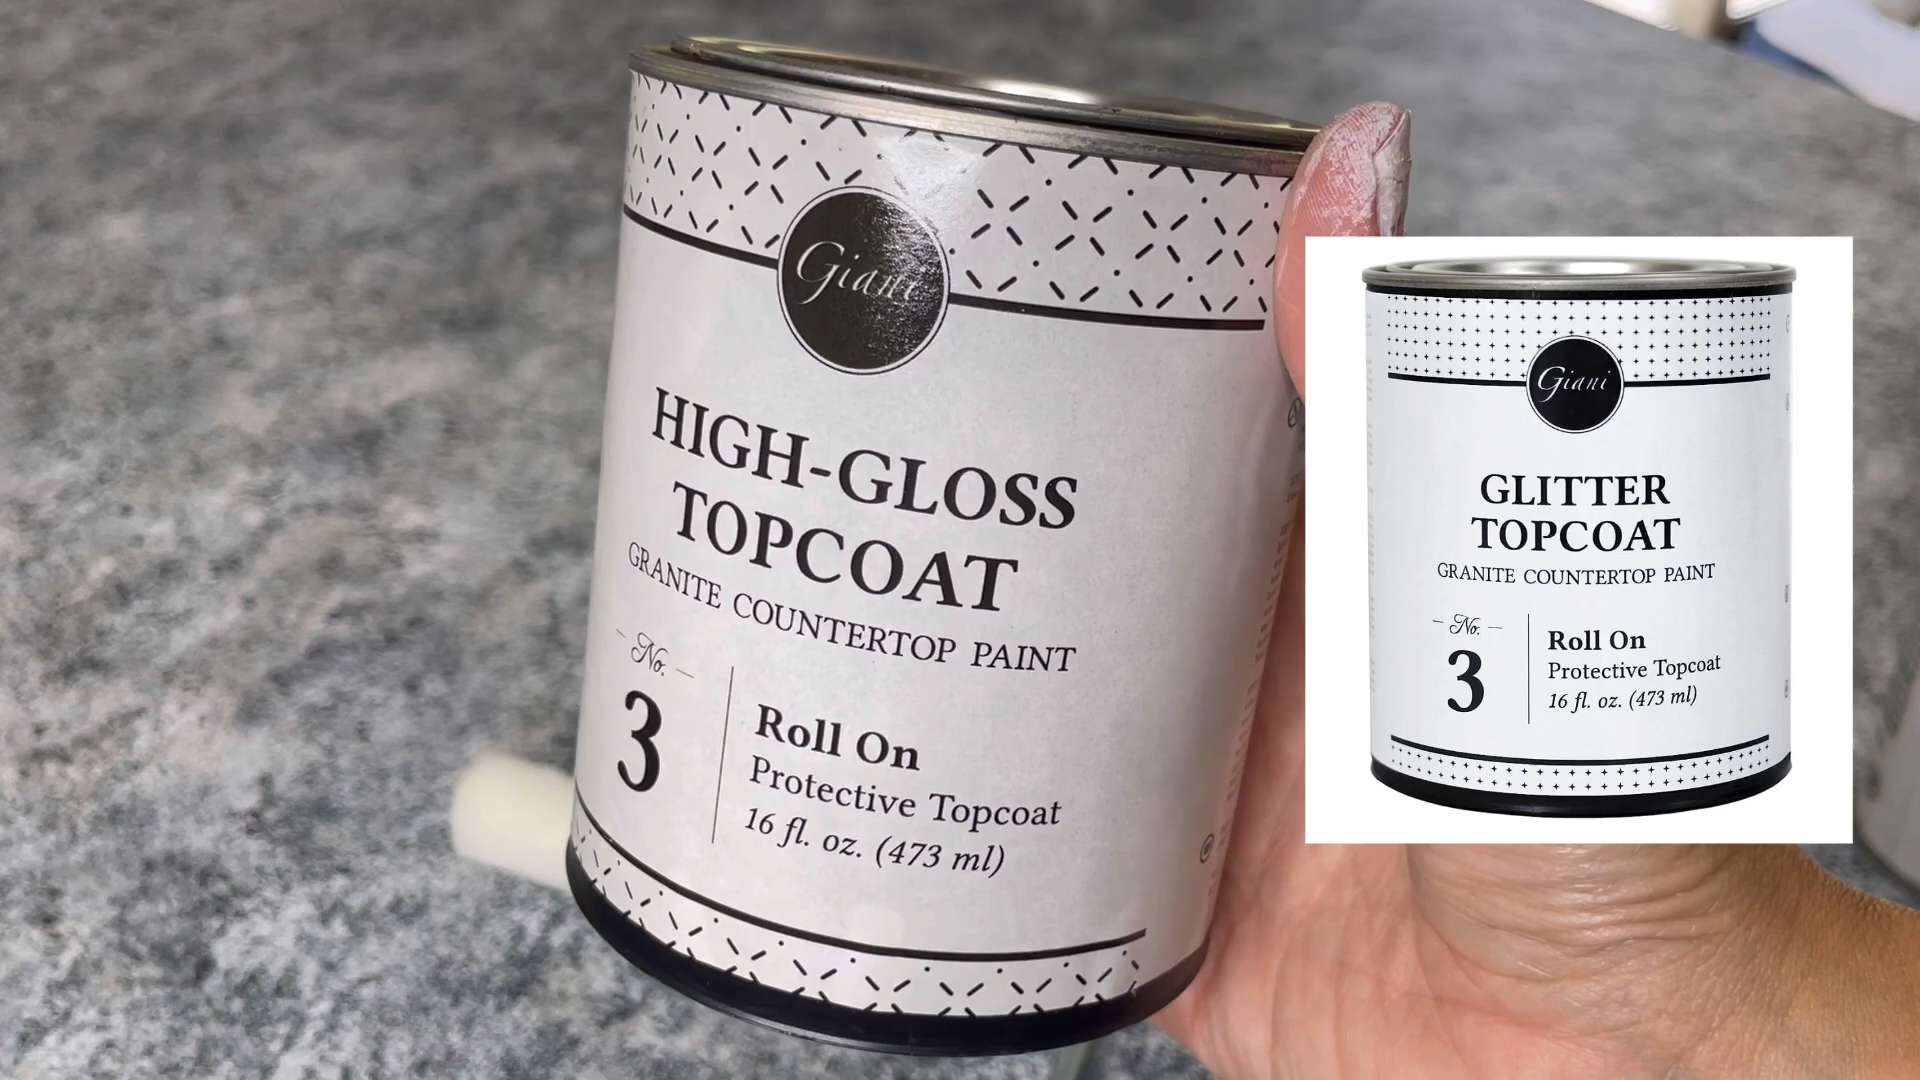 Giani
HIGH-GLOSS
TOPCOAT
GRANITE COUNTERTOP PAINT
No.
3
Roll On
Protective Topcoat
16 fl. oz. (473 ml)
Giani
GLITTER
TOPCOAT
GRANITE COUNTERTOP PAINT
No.
3
Roll On
Protective Topcoat
16 fl. oz. (473 ml)